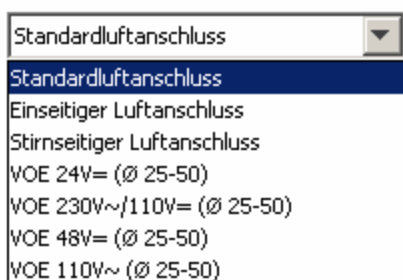 Standardluftanschluss
Standardluftanschluss
Einseitiger Luftanschluss
Stirnseitiger Luftanschluss
VOE 24V= (Ø 25-50)
VOE 230V~/110V= (Ø 25-50)
VOE 48V= (Ø 25-50)
VOE 110V~ (Ø 25-50)